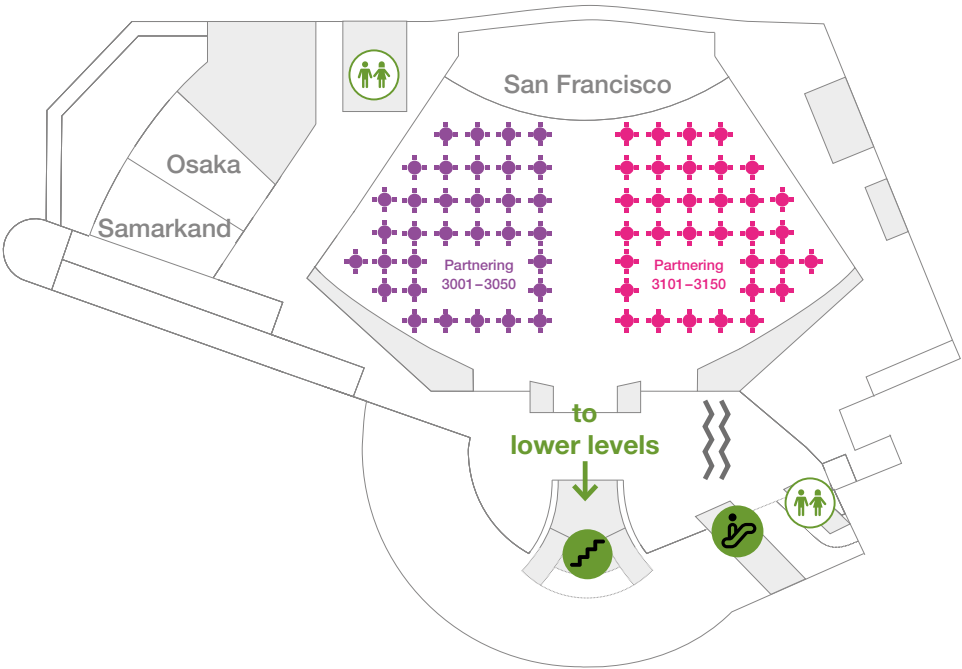 San Francisco
Osaka
Samarkand
Partnering
3001–3050
Partnering
3101–3150
to
lower levels